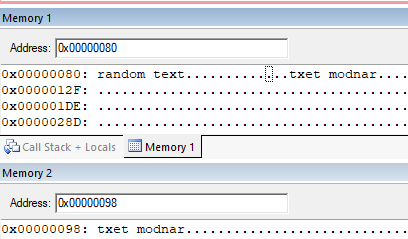 Memory 1
Address: 0x00000080
0x00000080: random text..............txet modnar....
0x0000012F: ........................................
0x000001DE: ........................................
0x0000028D: ........................................
Call Stack + Locals Memory 1
Memory 2
Address: 0x00000098
0x00000098: txet modnar.............................